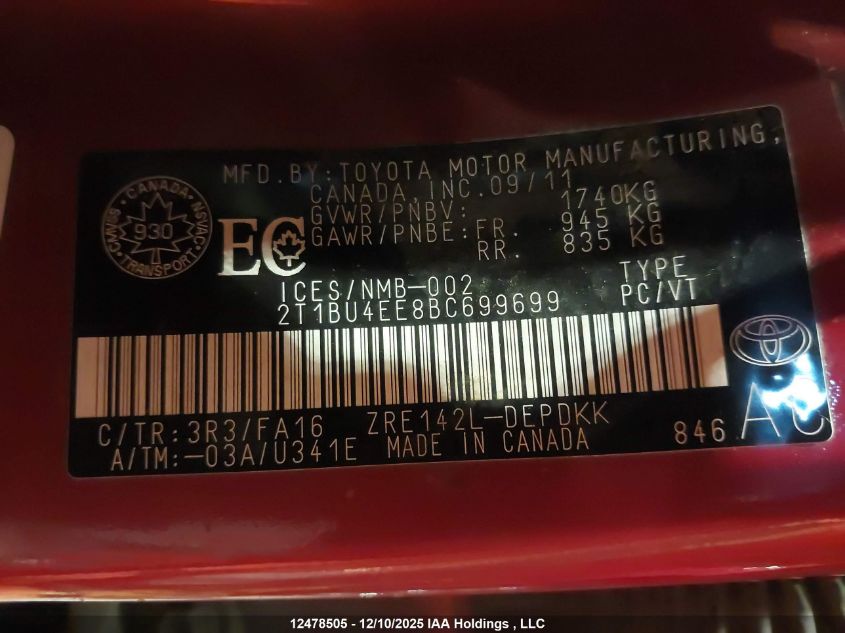 MFD.BY:TOYOTA MOTOR MANUFACTURING,
CANADA,INC.09/11
GVWR/PNBV: 1740KG
GAWR/PNBE:FR. 945 KG
RR. 835 KG
CANADA
930
TRANSPORT
CMVSS
NSVAC
EC
ICES/NMB-002
TYPE
2T1BU4EE8BC699699
PC/VT
C/TR:3R3/FA16 ZRE142L-DEPDKK
A/TM:-03A/U341E MADE IN CANADA
846
AC
12478505 - 12/10/2025 IAA Holdings , LLC